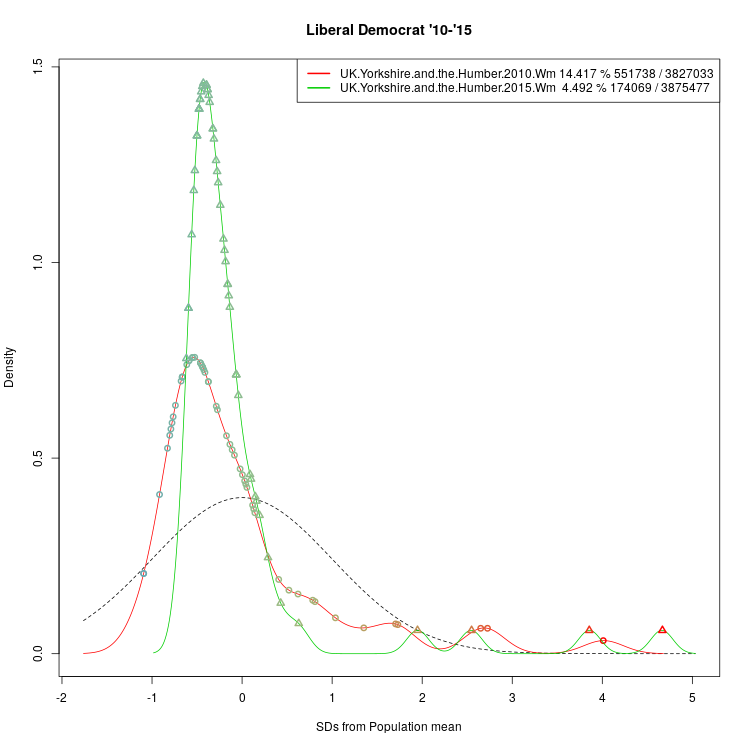 Liberal Democrat '10-'15
UK.Yorkshire.and.the.Humber.2010.Wm 14.417 % 551738 / 3827033
UK.Yorkshire.and.the.Humber.2015.Wm 4.492 % 174069 / 3875477
Density
1.5
1.0
0.5
0.0
-2 -1 0 1 2 3 4 5
SDs from Population mean